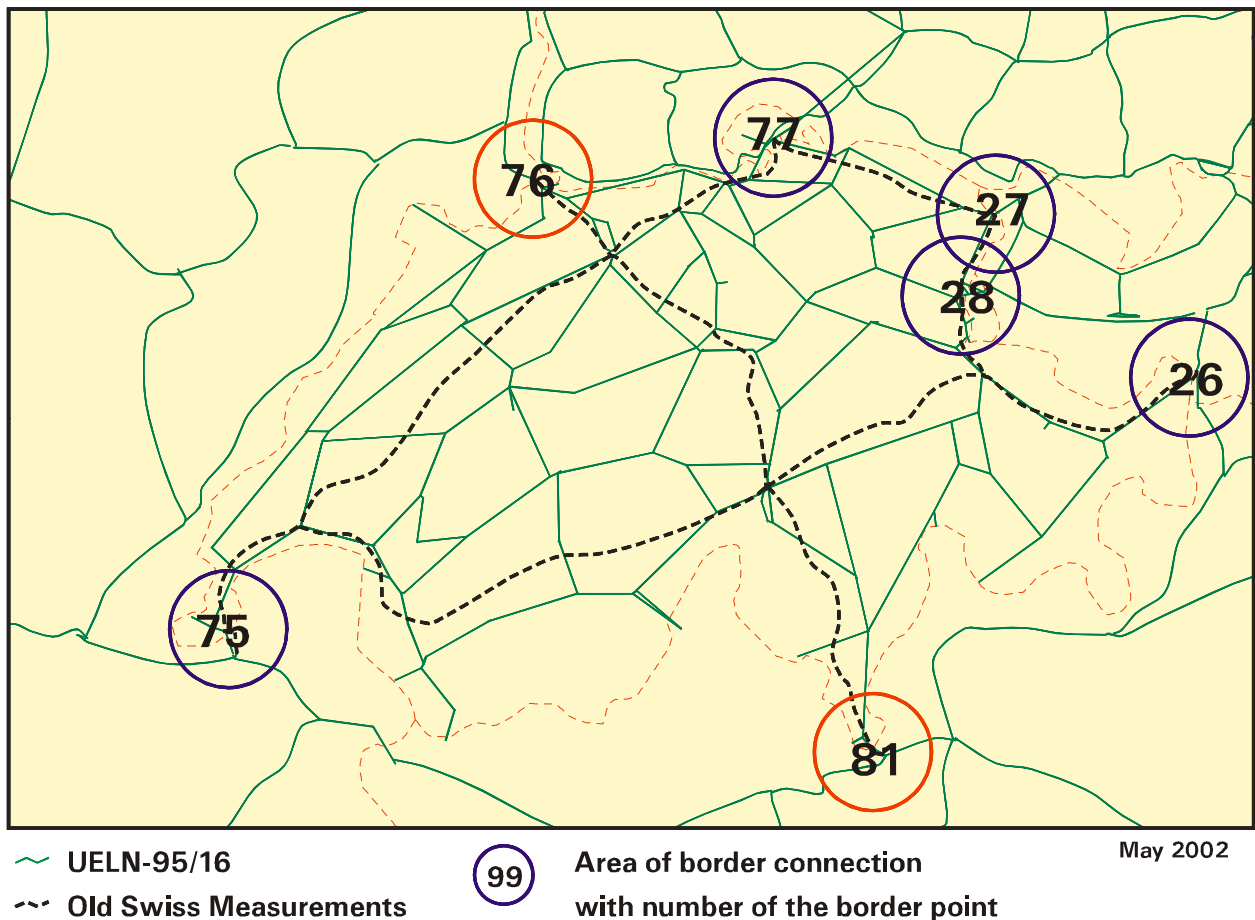 77
76
27
28
26
75
81
May 2002
UELN-95/16
99
Area of border connection
Old Swiss Measurements
with number of the border point